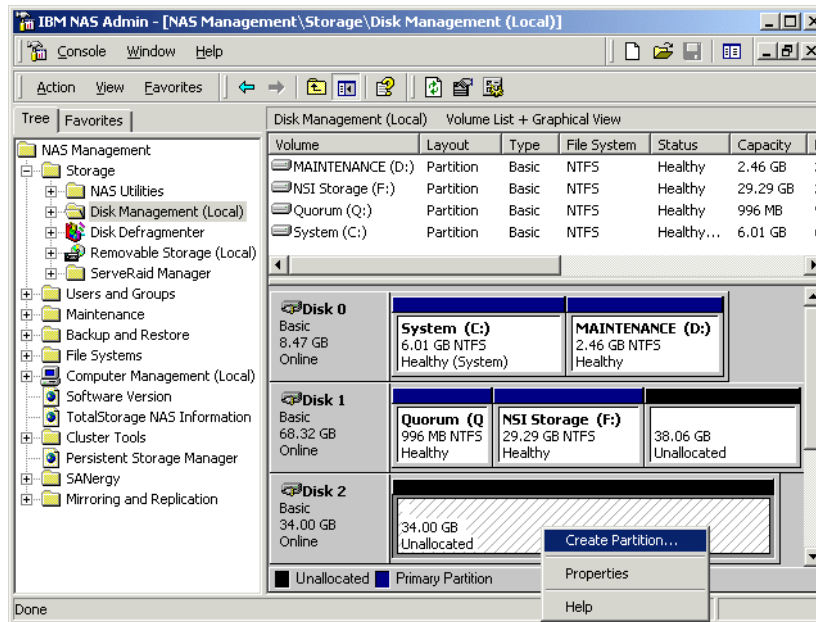 IBM NAS Admin - [NAS Management\Storage\Disk Management (Local)]
Console Window Help
Action View Favorites
Tree Favorites
Disk Management (Local) Volume List + Graphical View
NAS Management
Storage
NAS Utilities
Disk Management (Local)
Disk Defragmenter
Removable Storage (Local)
ServeRaid Manager
Users and Groups
Maintenance
Backup and Restore
File Systems
Computer Management (Local)
Software Version
TotalStorage NAS Information
Cluster Tools
Persistent Storage Manager
SANergy
Mirroring and Replication
Volume Layout Type File System Status Capacity
MAINTENANCE (D:) Partition Basic NTFS Healthy 2.46 GB
NSI Storage (F:) Partition Basic NTFS Healthy 29.29 GB
Quorum (Q:) Partition Basic NTFS Healthy 996 MB
System (C:) Partition Basic NTFS Healthy... 6.01 GB
Disk 0
Basic
8.47 GB
Online
System (C:)
6.01 GB NTFS
Healthy (System)
MAINTENANCE (D:)
2.46 GB NTFS
Healthy
Disk 1
Basic
68.32 GB
Online
Quorum (Q
996 MB NTFS
Healthy
NSI Storage (F:)
29.29 GB NTFS
Healthy
38.06 GB
Unallocated
Disk 2
Basic
34.00 GB
Online
34.00 GB
Unallocated
Create Partition...
Properties
Help
Unallocated Primary Partition
Done